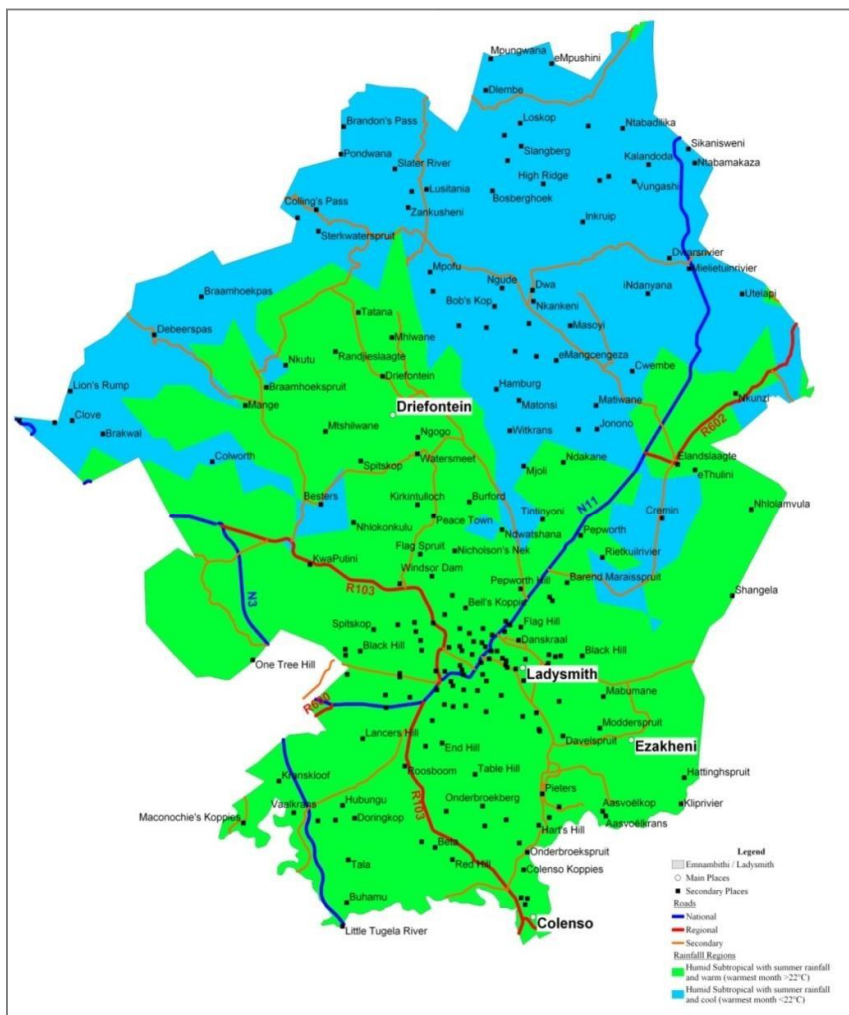 Mpungwana
eMpushini
Dlembe
Brandon's Pass
Loskop
Ntabadilika
Sikanisweni
Pondwana
Slangberg
Kalandoda
Ntabamakaza
Slater River
High Ridge
Vungashi
Lusitania
Bosberghoek
Colling's Pass
Zankusheni
Inkruip
Sterkwaterspruit
Dwarsrivier
Mielietuinrivier
Mpofu
Ngude
Dwa
iNdanyana
Braamhoekpas
Bob's Kop
Nkankeni
Tatana
Masoyi
Debeerspas
Mhlwane
Nkutu
Randjieslaagte
eMangcengeza
Cwembe
Driefontein
Lion's Rump
Braamhoekspruit
Hamburg
Nkunzi
Mange
Driefontein
Matonsi
Matiwane
Clove
R602
Brakwal
Mtshilwane
Ngogo
Witkrans
Jonono
Colworth
Spitskop
Watersmeet
Mjoli
Ndakane
Elandslaagte
eThulini
Besters
Kirkintulloch
Burford
N11
Nhlolamvula
Nhlokonkulu
Peace Town
Tintinyoni
Cremin
Ndwatshana
Pepworth
Flag Spruit
Nicholson's Nek
Rietkuilrivier
KwaPutini
Windsor Dam
N3
R103
Pepworth Hill
Barend Maraisspruit
Shangela
Bell's Koppie
Spitskop
Flag Hill
Danskraal
Black Hill
Black Hill
One Tree Hill
Ladysmith
Mabumane
Modderspruit
Lancers Hill
End Hill
Davelspruit
Ezakheni
Kranskloof
Roosboom
Table Hill
Hattinghspruit
R103
Pieters
Vaalkrans
Hubungu
Onderbroekberg
Aasvoëlkop
Kliprivier
Maconochie's Koppies
Doringkop
Hart's Hill
Aasvoëlkrans
Beta
Onderbroekspruit
Tala
Red Hill
Colenso Koppies
Buhamu
Colenso
Little Tugela River
Legend
Emnambithi / Ladysmith
Main Places
Secondary Places
Roads
National
Regional
Secondary
Rainfalll Regions
Humid Subtropical with summer rainfall
and warm (warmest month >22°C)
Humid Subtropical with summer rainfall
and cool (warmest month <22°C)